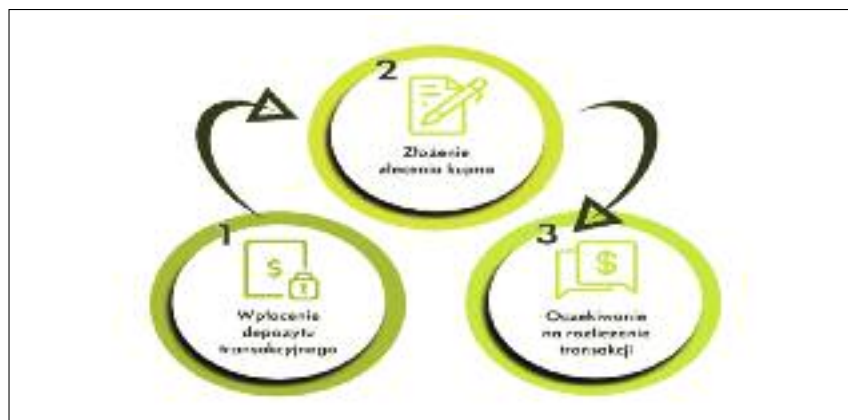 1
$
Wpłacenie
depozytu
transakcyjnego
2
Złożenie
zlecenia kupna
3
$
Oczekiwanie
na rozliczenie
transakcji